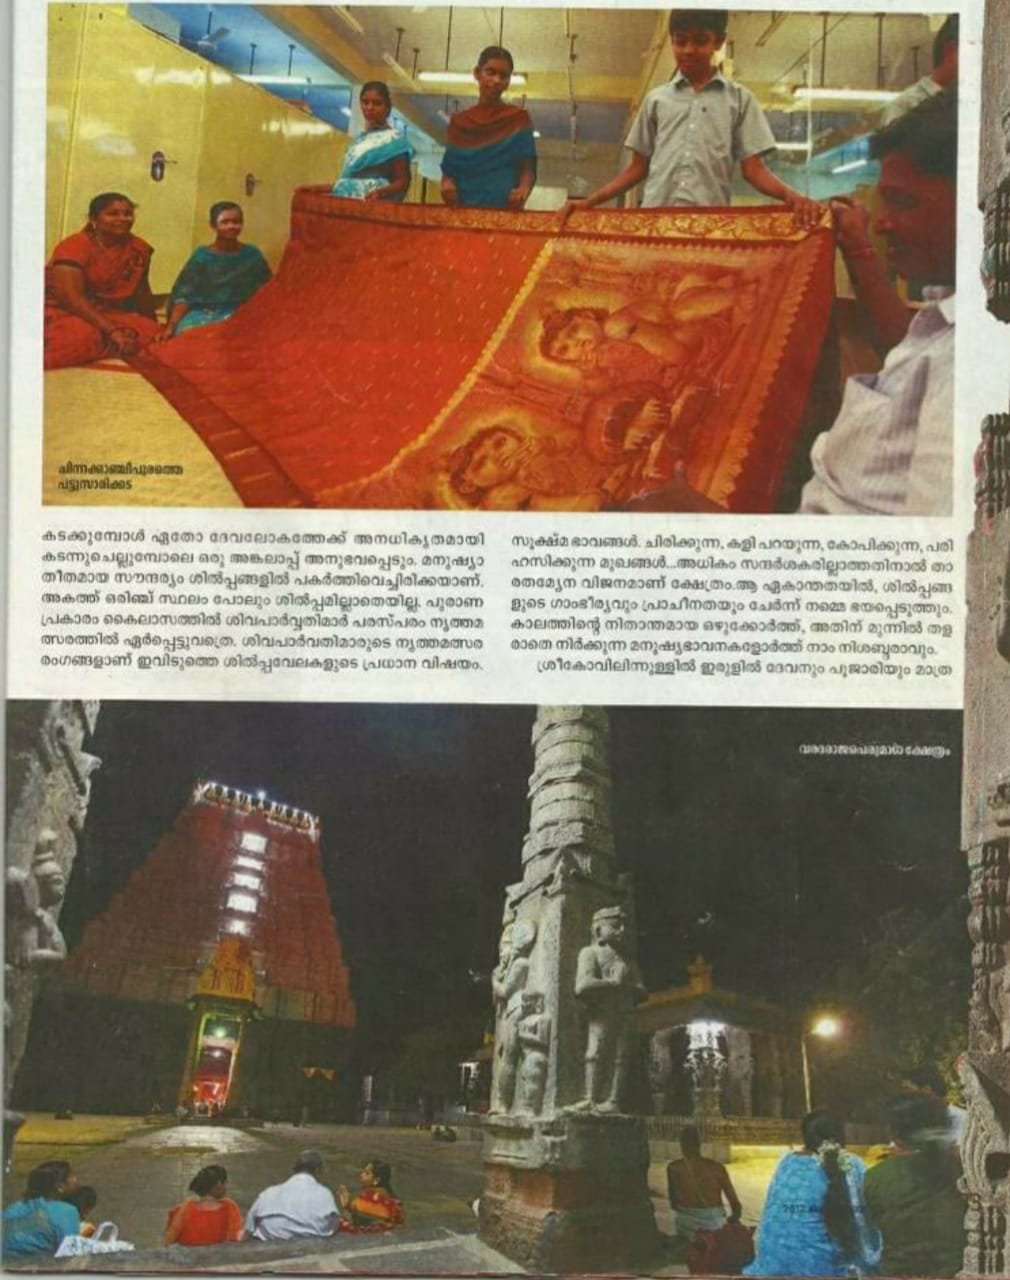 ചിന്നക്കാഞ്ചീപുരത്തെ
പട്ടുസാരിക്കട
കടക്കുമ്പോൾ ഏതോ ദേവലോകത്തേക്ക് അനധികൃതമായി
കടന്നുചെല്ലുമ്പോലെ ഒരു അങ്കലാപ്പ് അനുഭവപ്പെടും. മനുഷ്യാ
തീതമായ സൗന്ദര്യം ശിൽപ്പങ്ങളിൽ പകർത്തിവെച്ചിരിക്കയാണ്.
അകത്ത് ഒരിഞ്ച് സ്ഥലം പോലും ശിൽപ്പമില്ലാതെയില്ല. പുരാണ
പ്രകാരം കൈലാസത്തിൽ ശിവപാർവ്വതിമാർ പരസ്പരം നൃത്തമ
ത്സരത്തിൽ ഏർപ്പെട്ടുവത്രെ. ശിവപാർവതിമാരുടെ നൃത്തമത്സര
രംഗങ്ങളാണ് ഇവിടുത്തെ ശിൽപ്പവേലകളുടെ പ്രധാന വിഷയം.
സൂക്ഷ്മ ഭാവങ്ങൾ. ചിരിക്കുന്ന, കളി പറയുന്ന, കോപിക്കുന്ന, പരി
ഹസിക്കുന്ന മുഖങ്ങൾ...അധികം സന്ദർശകരില്ലാത്തതിനാൽ താ
രതമ്യേന വിജനമാണ് ക്ഷേത്രം.ആ ഏകാന്തതയിൽ, ശിൽപ്പങ്ങ
ളുടെ ഗാംഭീര്യവും പ്രാചീനതയും ചേർന്ന് നമ്മെ ഭയപ്പെടുത്തും.
കാലത്തിന്റെ നിതാന്തമായ ഒഴുക്കോർത്ത്, അതിന് മുന്നിൽ തള
രാതെ നിർക്കുന്ന മനുഷ്യഭാവനകളോർത്ത് നാം നിശബ്ദരാവും.
ശ്രീകോവിലിന്നുള്ളിൽ ഇരുളിൽ ദേവനും പൂജാരിയും മാത്ര
വരദരാജപെരുമാൾ ക്ഷേത്രം